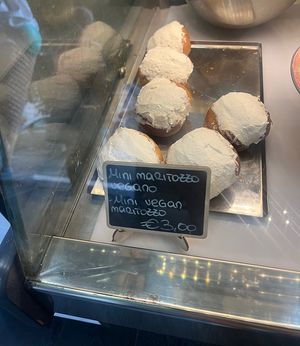 Mini maritozzo
vegano
- Mini vegan
maritozzo
€3,00